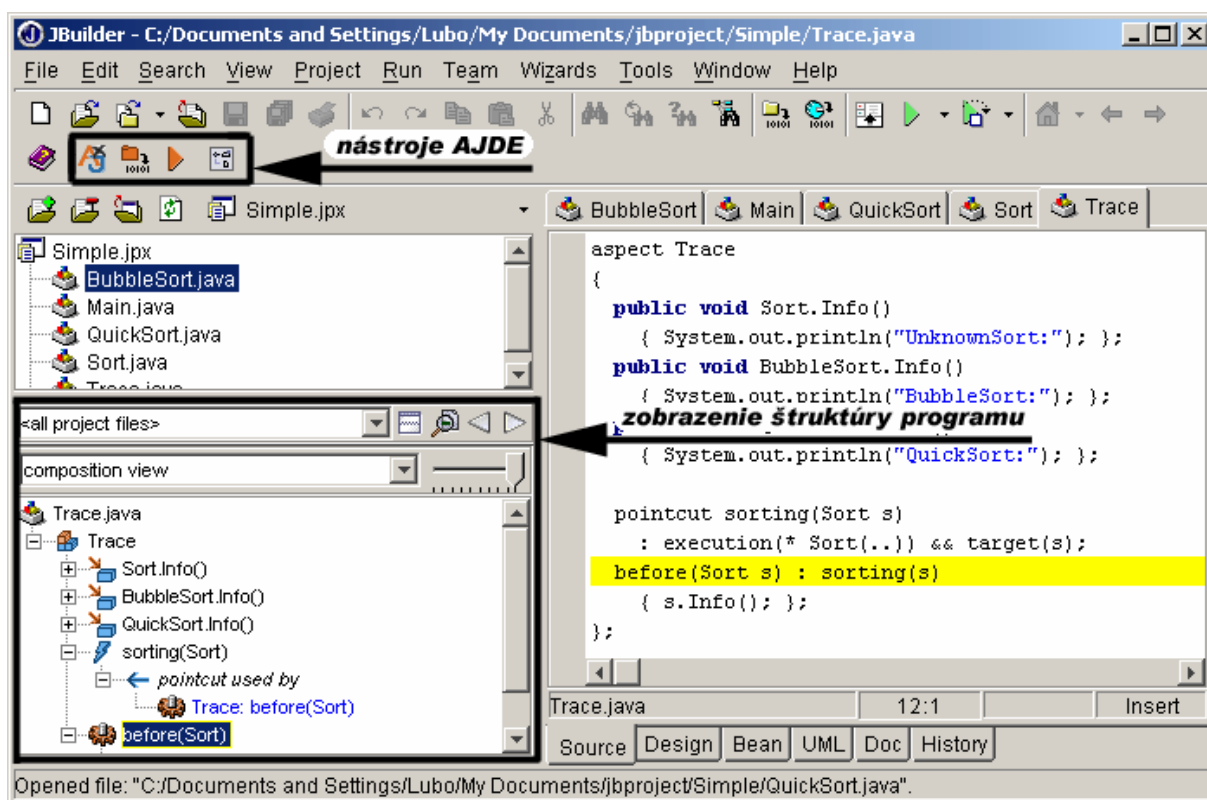 JBuilder - C:/Documents and Settings/Lubo/My Documents/jbproject/Simple/Trace.java
File Edit Search View Project Run Team Wizards Tools Window Help
nástroje AJDE
Simple.jpx
BubbleSort Main QuickSort Sort Trace
Simple.jpx
BubbleSort.java
Main.java
QuickSort.java
Sort.java
Trace.java
<all project files>
composition view
Trace.java
Trace
Sort.Info()
BubbleSort.Info()
QuickSort.Info()
sorting(Sort)
pointcut used by
Trace: before(Sort)
before(Sort)
aspect Trace
{
public void Sort.Info()
{ System.out.println("UnknownSort:"); };
public void BubbleSort.Info()
{ System.out.println("BubbleSort:"); };
zobrazenie štruktúry programu
{ System.out.println("QuickSort:"); };
pointcut sorting(Sort s)
: execution(* Sort(..)) && target(s);
before(Sort s) : sorting(s)
{ s.Info(); };
};
Trace.java 12:1 Insert
Source Design Bean UML Doc History
Opened file: "C:/Documents and Settings/Lubo/My Documents/jbproject/Simple/QuickSort.java".